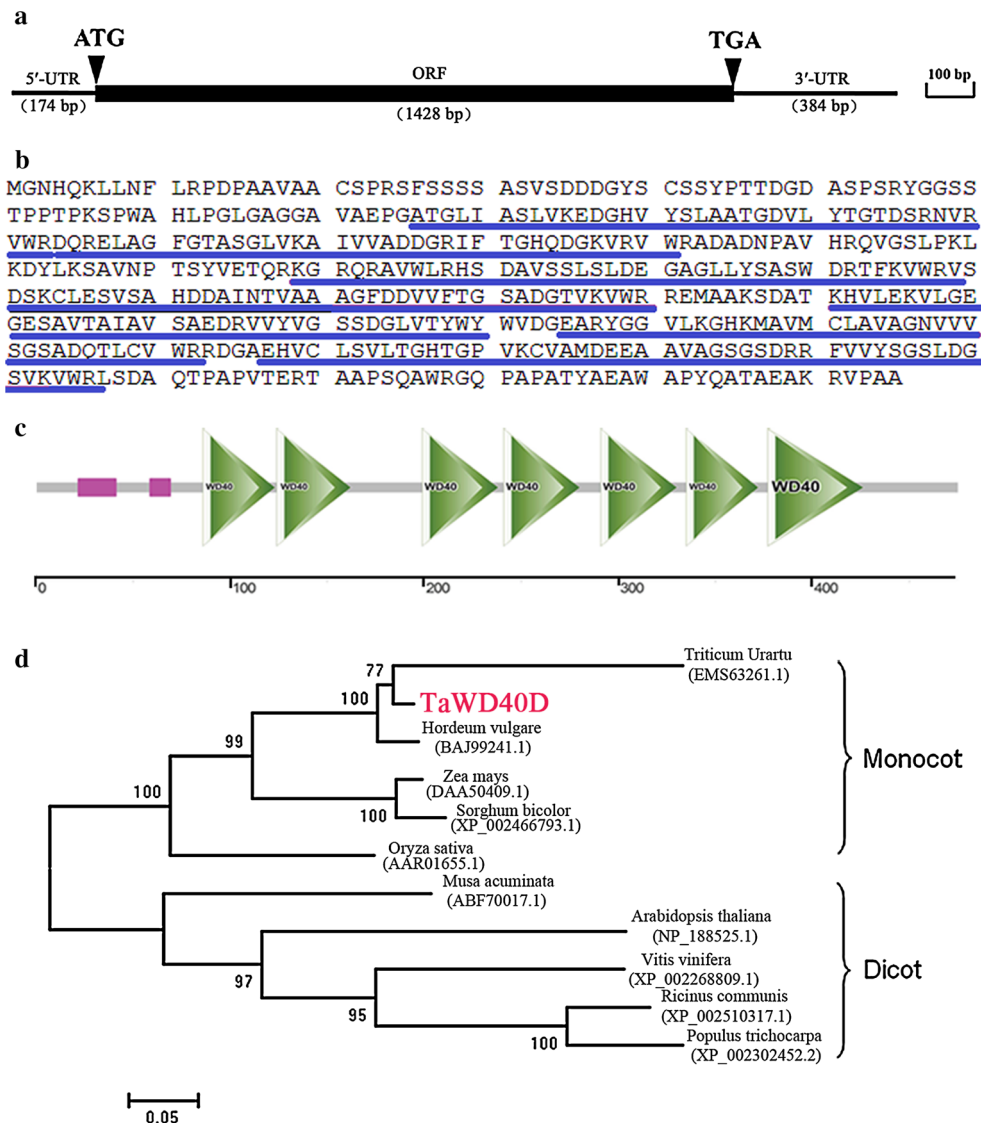 a
ATG
TGA
5'-UTR
ORF
3'-UTR
100 bp
(174 bp)
(1428 bp)
(384 bp)
b
MGNHQKLLNF LRPDPAAVAA CSPRSFSSSS ASVSDDDGYS CSSYPTTDGD ASPSRYGGSS
TPPTPKSPWA HLPGLGAGGA VAEPGATGLI ASLVKEDGHV YSLAATGDVL YTGTDSRNVR
VWRDQRELAG FGTASGLVKA IVVADDGRIF TGHQDGKVRV WRADADNPAV HRQVGSLPKL
KDYLKSAVNP TSYVETQRKG RQRAVWLRHS DAVSSLSLDE GAGLLYSASW DRTFKVWRVS
DSKCLESVSA HDDAINTVAA AGFDDVVFTG SADGTVKVWR REMAAKSDAT KHVLEKVLGE
GESAVTAIAV SAEDRVVYVG SSDGLVTYWY WVDGEARYGG VLKGHKMAVM CLAVAGNVVV
SGSADQTLCV WRRDGAEHVC LSVLTGHTGP VKCVAMDEEA AVAGSGSDRR FVVYSGSLDG
SVKVWRLSDA QTPAPVTERT AAPSQAWRGQ PAPATYAEAW APYQATAEAK RVPAA
c
WD40 WD40 WD40 WD40 WD40 WD40 WD40
0 100 200 300 400
d
Triticum Urartu
(EMS63261.1)
77
100
TaWD40D
Hordeum vulgare
(BAJ99241.1)
99
Monocot
Zea mays
(DAA50409.1)
100
100
Sorghum bicolor
(XP_002466793.1)
Oryza sativa
(AAR01655.1)
Musa acuminata
(ABF70017.1)
Arabidopsis thaliana
(NP_188525.1)
Vitis vinifera
(XP_002268809.1)
Dicot
97
Ricinus communis
(XP_002510317.1)
95
100
Populus trichocarpa
(XP_002302452.2)
0.05